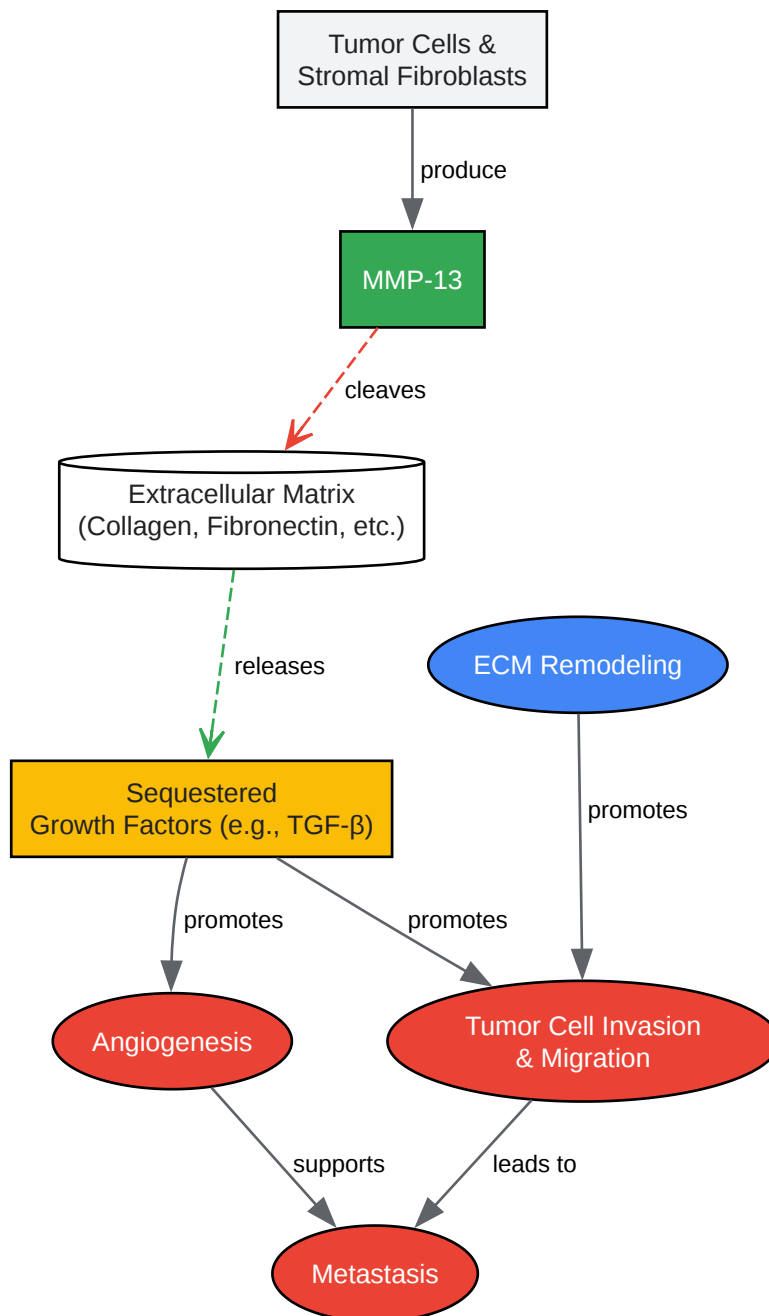 Tumor Cells &
Stromal Fibroblasts
produce
MMP-13
cleaves
Extracellular Matrix
(Collagen, Fibronectin, etc.)
releases
ECM Remodeling
Sequestered
Growth Factors (e.g., TGF-β)
promotes
promotes
promotes
Angiogenesis
Tumor Cell Invasion
& Migration
supports
leads to
Metastasis